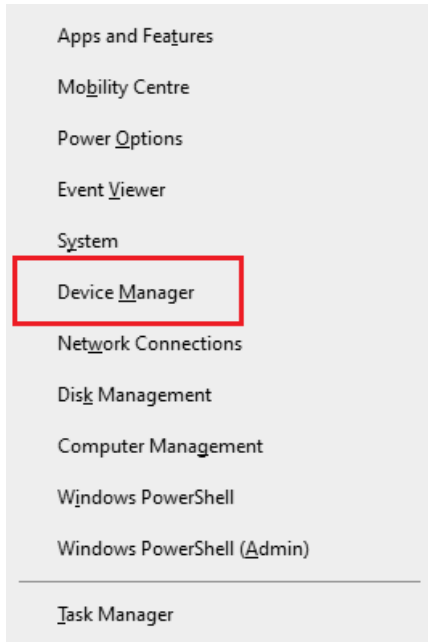 Apps and Features
Mobility Centre
Power Options
Event Viewer
System
Device Manager
Network Connections
Disk Management
Computer Management
Windows PowerShell
Windows PowerShell (Admin)
Task Manager